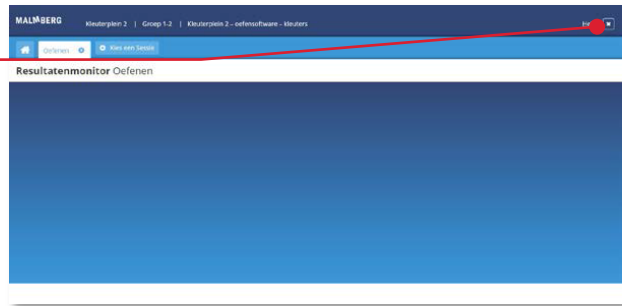 MALMBERG Kleuterplein 2 | Groep 1-2 | Kleuterplein 2 - oefensoftware - kleuters
Oefenen Kies een Sessie
Resultatenmonitor Oefenen